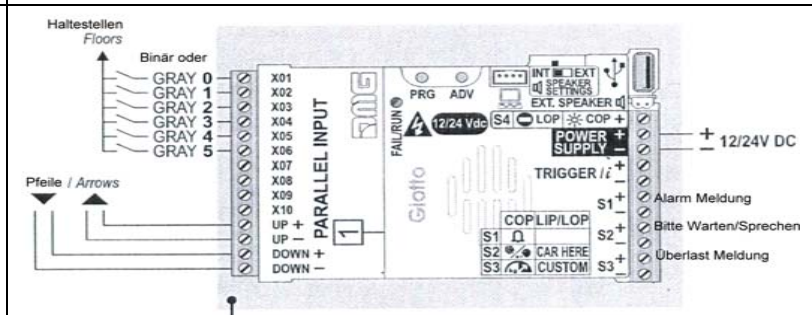 Haltestellen
Floors
Binär oder
GRAY 0
GRAY 1
GRAY 2
GRAY 3
GRAY 4
GRAY 5
Pfeile / Arrows
X01
X02
X03
X04
X05
X06
X07
X08
X09
X10
UP +
UP −
DOWN +
DOWN −
PARALLEL INPUT
1
PRG ADV
FAIL/RUN
12/24 Vdc
Giotto
INT EXT
SPEAKER
SETTINGS
EXT. SPEAKER
S4 LOP COP +
POWER +
SUPPLY −
TRIGGER / i +
−
S1 +
−
S2 +
−
S3 +
−
COP LIP/LOP
S1
S2 CAR HERE
S3 CUSTOM
+ 12/24V DC
−
Alarm Meldung
Bitte Warten/Sprechen
Überlast Meldung